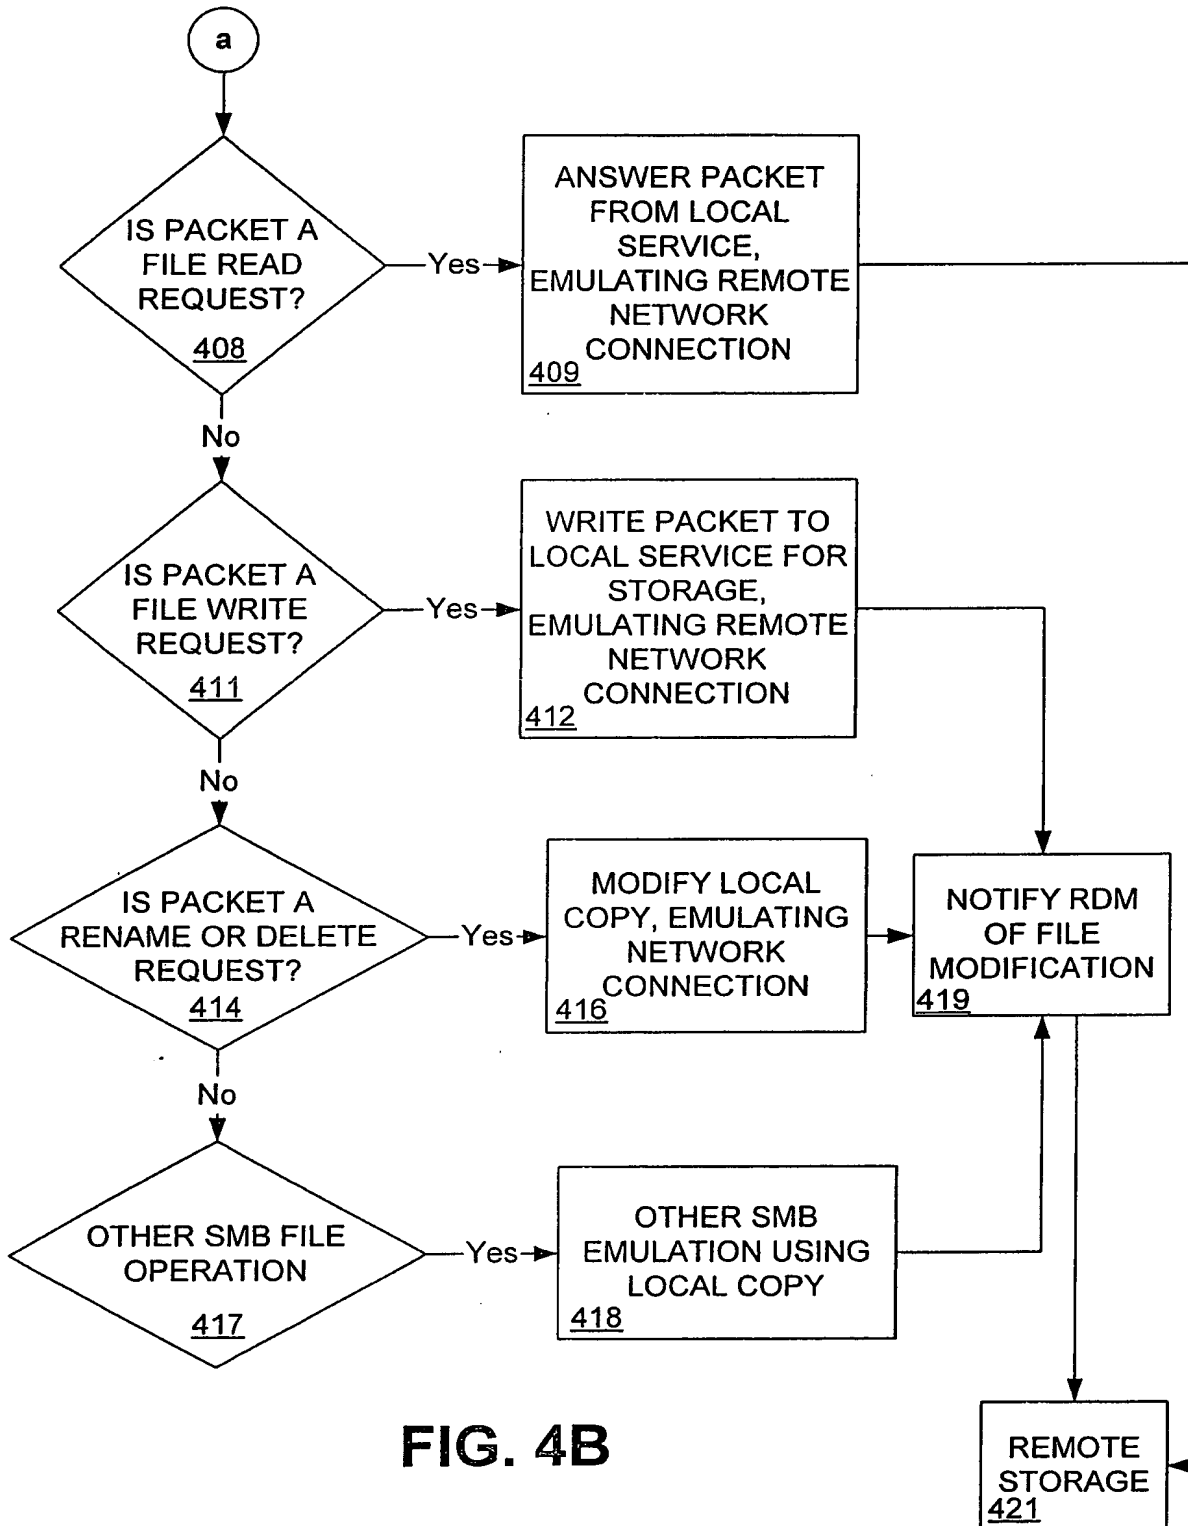 a
IS PACKET A
FILE READ
REQUEST?
408
Yes
ANSWER PACKET
FROM LOCAL
SERVICE,
EMULATING REMOTE
NETWORK
CONNECTION
409
No
IS PACKET A
FILE WRITE
REQUEST?
411
Yes
WRITE PACKET TO
LOCAL SERVICE FOR
STORAGE,
EMULATING REMOTE
NETWORK
CONNECTION
412
No
IS PACKET A
RENAME OR DELETE
REQUEST?
414
Yes
MODIFY LOCAL
COPY, EMULATING
NETWORK
CONNECTION
416
NOTIFY RDM
OF FILE
MODIFICATION
419
No
OTHER SMB FILE
OPERATION
417
Yes
OTHER SMB
EMULATION USING
LOCAL COPY
418
REMOTE
STORAGE
421
FIG. 4B